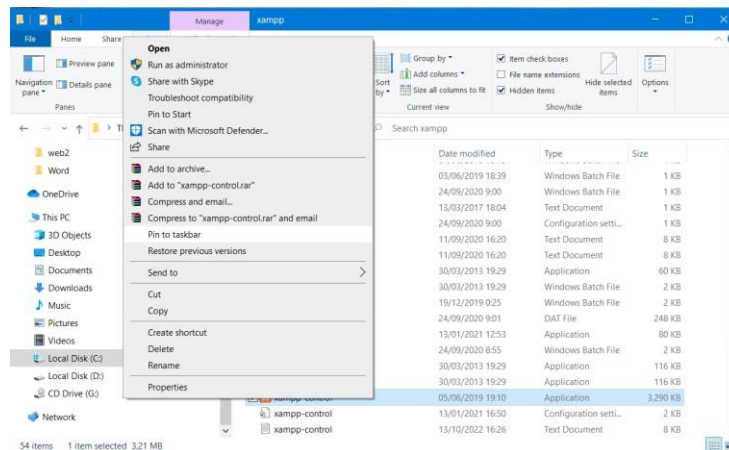 Manage xampp
File Home Share
Preview pane
Details pane
Navigation pane
Panes
Sort by
Group by
Add columns
Size all columns to fit
Current view
Item check boxes
File name extensions
Hidden items
Hide selected items
Show/hide
Options
Search xampp
Open
Run as administrator
Share with Skype
Troubleshoot compatibility
Pin to Start
Scan with Microsoft Defender...
Share
Add to archive...
Add to "xampp-control.rar"
Compress and email...
Compress to "xampp-control.rar" and email
Pin to taskbar
Restore previous versions
Send to
Cut
Copy
Create shortcut
Delete
Rename
Properties
web2
Word
OneDrive
This PC
3D Objects
Desktop
Documents
Downloads
Music
Pictures
Videos
Local Disk (C:)
Local Disk (D:)
CD Drive (G:)
Network
Date modified Type Size
03/06/2019 18:39 Windows Batch File 1 KB
24/09/2020 9:00 Windows Batch File 1 KB
13/03/2017 18:04 Text Document 1 KB
24/09/2020 9:00 Configuration setti... 1 KB
11/09/2020 16:20 Text Document 8 KB
11/09/2020 16:20 Text Document 8 KB
30/03/2013 19:29 Application 60 KB
30/03/2013 19:29 Windows Batch File 2 KB
19/12/2019 0:25 Windows Batch File 2 KB
24/09/2020 9:01 DAT File 248 KB
13/01/2021 12:53 Application 80 KB
24/09/2020 8:55 Windows Batch File 2 KB
30/03/2013 19:29 Application 116 KB
30/03/2013 19:29 Application 116 KB
xampp-control 05/06/2019 19:10 Application 3.290 KB
xampp-control 13/01/2021 16:50 Configuration setti... 2 KB
xampp-control 13/10/2022 16:26 Text Document 8 KB
54 items 1 item selected 3,21 MB